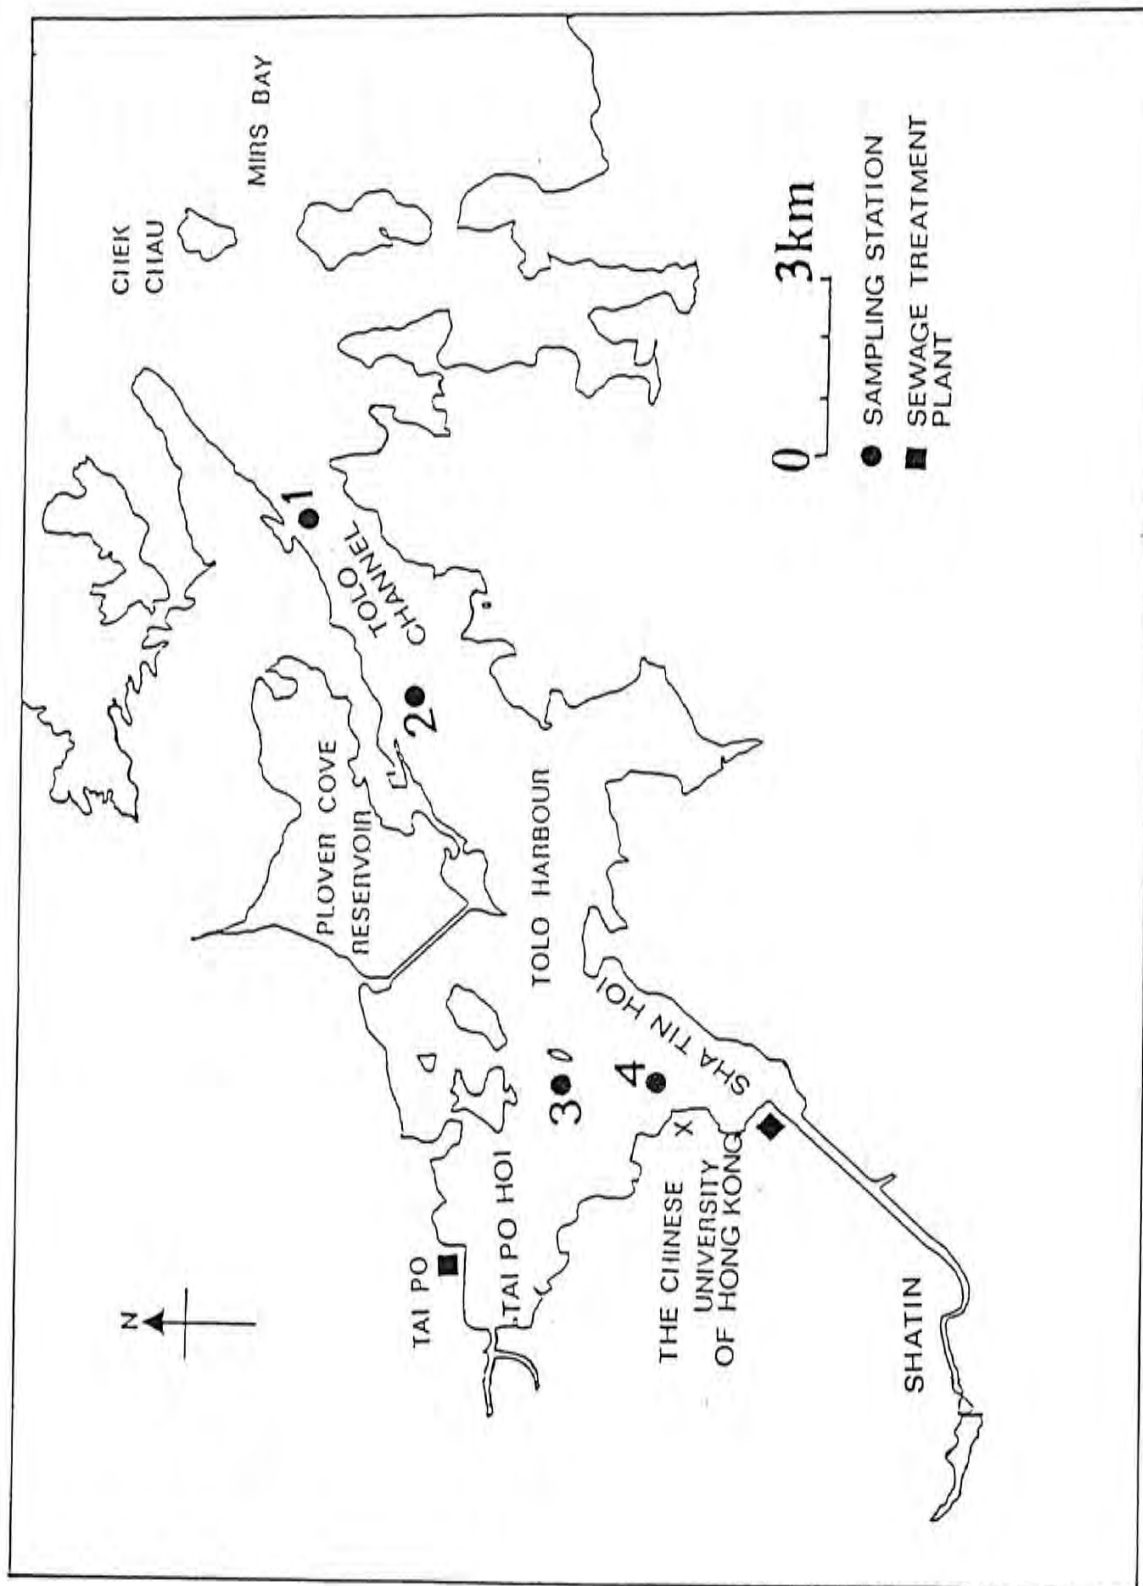 CHEK
CHAU
MIRS BAY
1
TOLO
CHANNEL
2
PLOVER COVE
RESERVOIR
TOLO HARBOUR
3
4
SHA TIN HOI
TAI PO
TAI PO HOI
X
THE CHINESE
UNIVERSITY
OF HONG KONG
SHATIN
N
0 3km
SAMPLING STATION
SEWAGE TREATMENT
PLANT